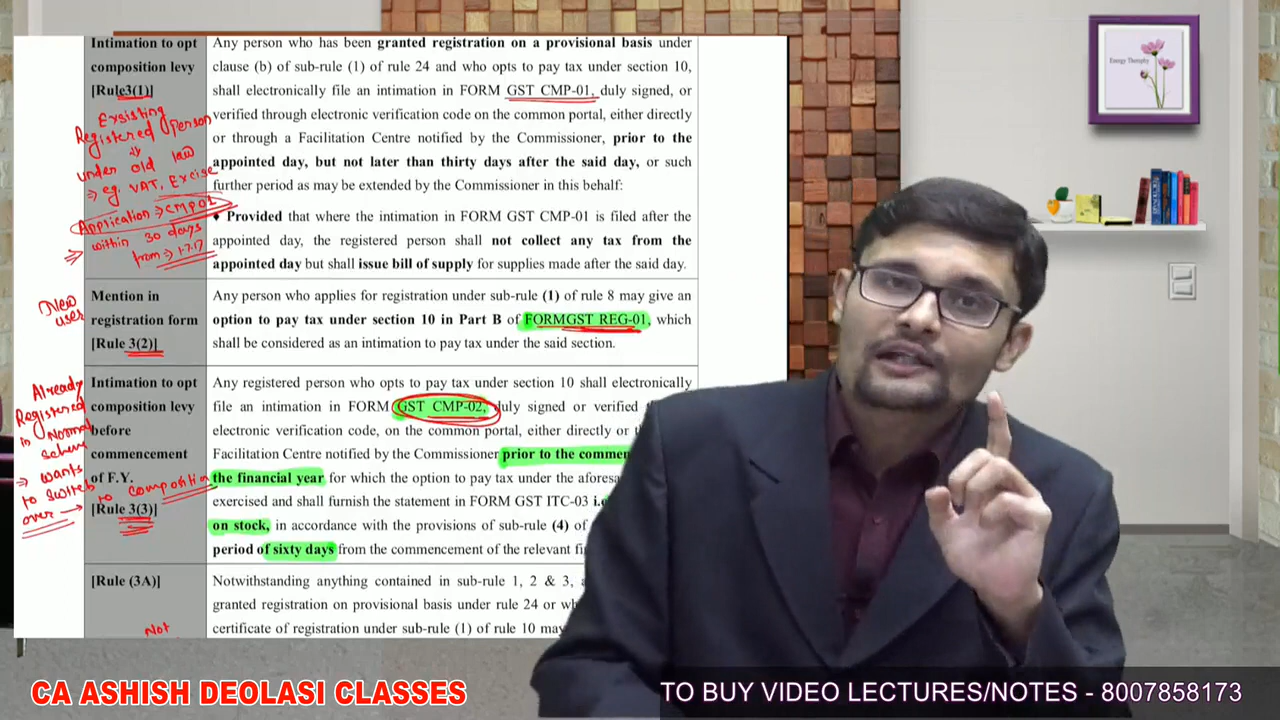 Intimation to opt
composition levy
[Rule3(1)]
Exsisting
Registered person
under old law
⇒ eg. VAT, Excise
Application ⇒ CMP01
within 30 days
from ⇒ 1.7.17
Any person who has been granted registration on a provisional basis under
clause (b) of sub-rule (1) of rule 24 and who opts to pay tax under section 10,
shall electronically file an intimation in FORM GST CMP-01, duly signed, or
verified through electronic verification code on the common portal, either directly
or through a Facilitation Centre notified by the Commissioner, prior to the
appointed day, but not later than thirty days after the said day, or such
further period as may be extended by the Commissioner in this behalf:
♦ Provided that where the intimation in FORM GST CMP-01 is filed after the
appointed day, the registered person shall not collect any tax from the
appointed day but shall issue bill of supply for supplies made after the said day.
New
user
Mention in
registration form
[Rule 3(2)]
Any person who applies for registration under sub-rule (1) of rule 8 may give an
option to pay tax under section 10 in Part B of FORMGST REG-01, which
shall be considered as an intimation to pay tax under the said section.
Already
Registered
in Normal
scheme
⇒ wants
to switch
over → to composition
Intimation to opt
composition levy
before
commencement
of F.Y.
[Rule 3(3)]
Any registered person who opts to pay tax under section 10 shall electronically
file an intimation in FORM GST CMP-02, duly signed or verified
electronic verification code, on the common portal, either directly or
Facilitation Centre notified by the Commissioner prior to the
the financial year for which the option to pay tax under the
exercised and shall furnish the statement in FORM GST ITC-03
on stock, in accordance with the provisions of sub-rule (4) of
period of sixty days from the commencement of the relevant
[Rule (3A)]
Not
Notwithstanding anything contained in sub-rule 1, 2 & 3,
granted registration on provisional basis under rule 24 or
certificate of registration under sub-rule (1) of rule 10 may
Energy Therophy
CA ASHISH DEOLASI CLASSES
TO BUY VIDEO LECTURES/NOTES - 8007858173